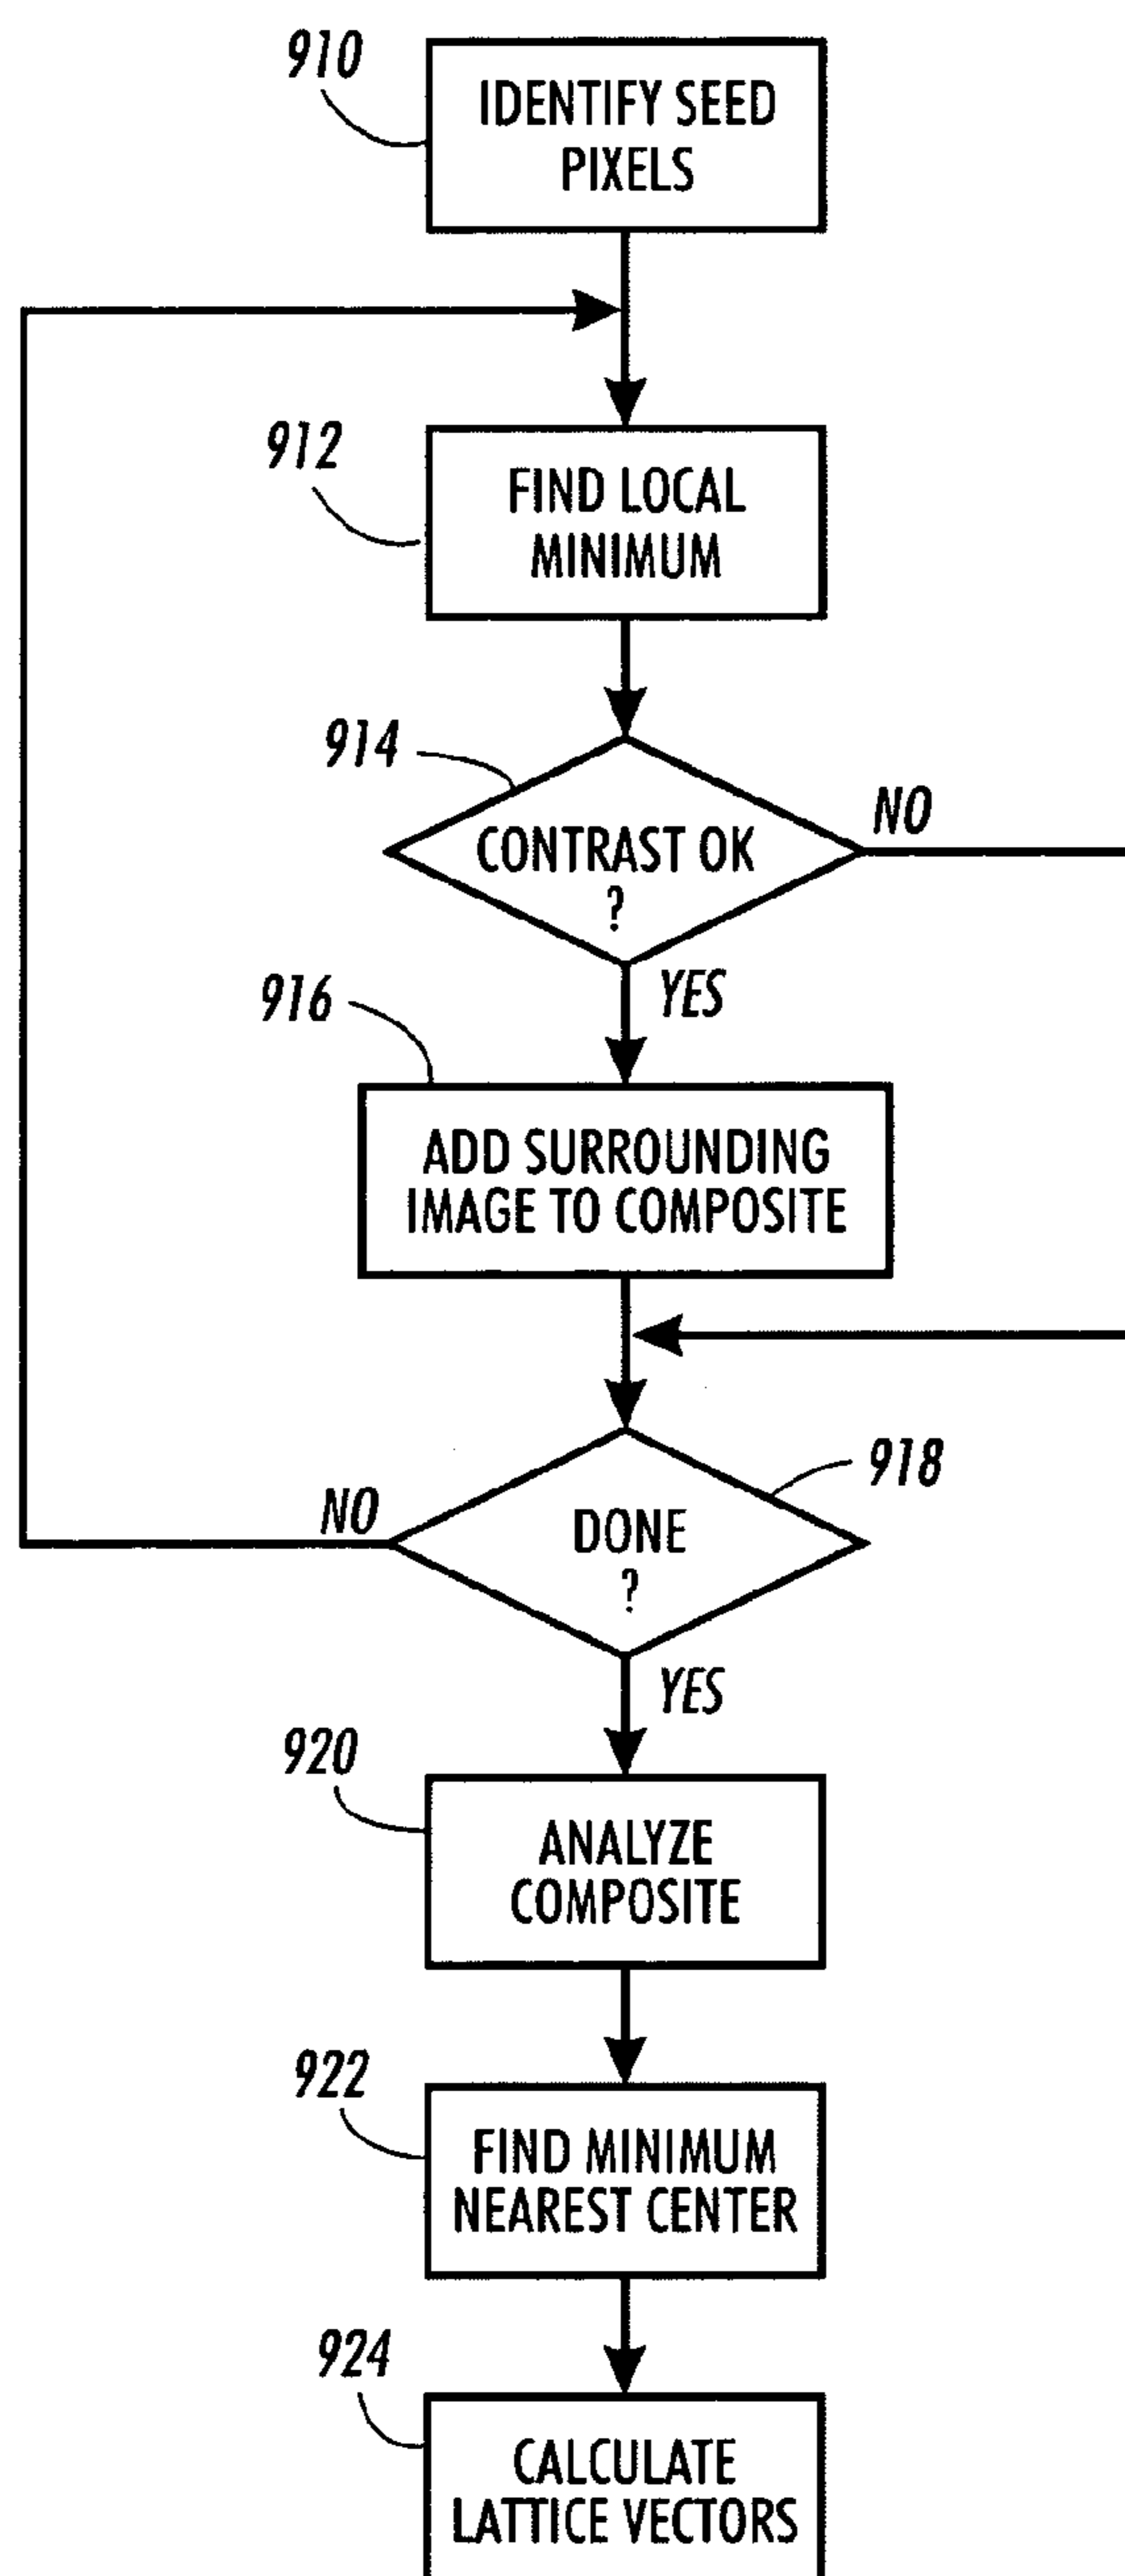 910
IDENTIFY SEED
PIXELS
912
FIND LOCAL
MINIMUM
914
CONTRAST OK
?
NO
YES
916
ADD SURROUNDING
IMAGE TO COMPOSITE
918
DONE
?
NO
YES
920
ANALYZE
COMPOSITE
922
FIND MINIMUM
NEAREST CENTER
924
CALCULATE
LATTICE VECTORS